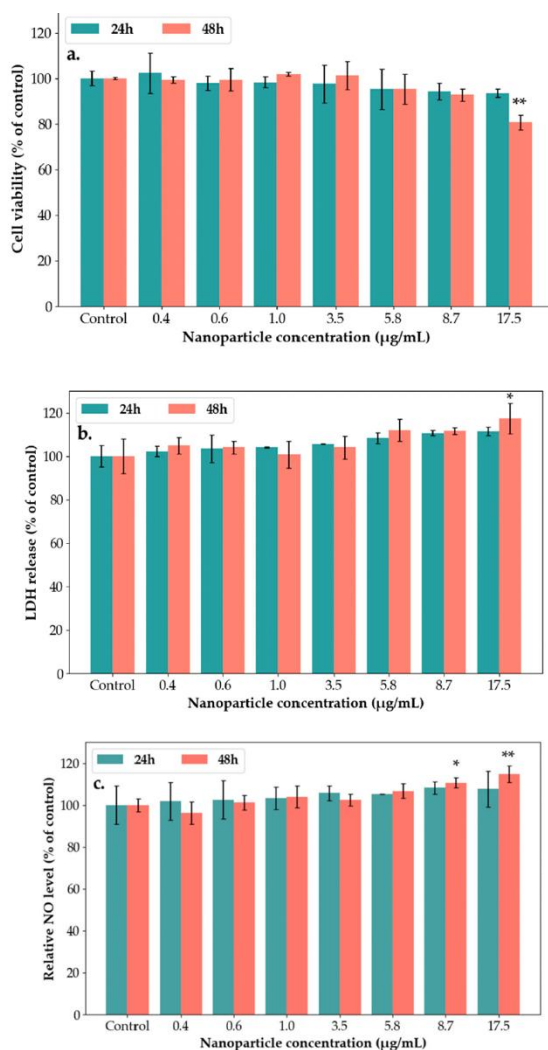 24h 48h
a.
120
100
80
60
40
20
0
Cell viability (% of control)
**
Control 0.4 0.6 1.0 3.5 5.8 8.7 17.5
Nanoparticle concentration (µg/mL)
24h 48h
b.
120
100
80
60
40
20
0
LDH release (% of control)
*
Control 0.4 0.6 1.0 3.5 5.8 8.7 17.5
Nanoparticle concentration (µg/mL)
24h 48h
c.
120
100
80
60
40
20
0
Relative NO level (% of control)
* **
Control 0.4 0.6 1.0 3.5 5.8 8.7 17.5
Nanoparticle concentration (µg/mL)